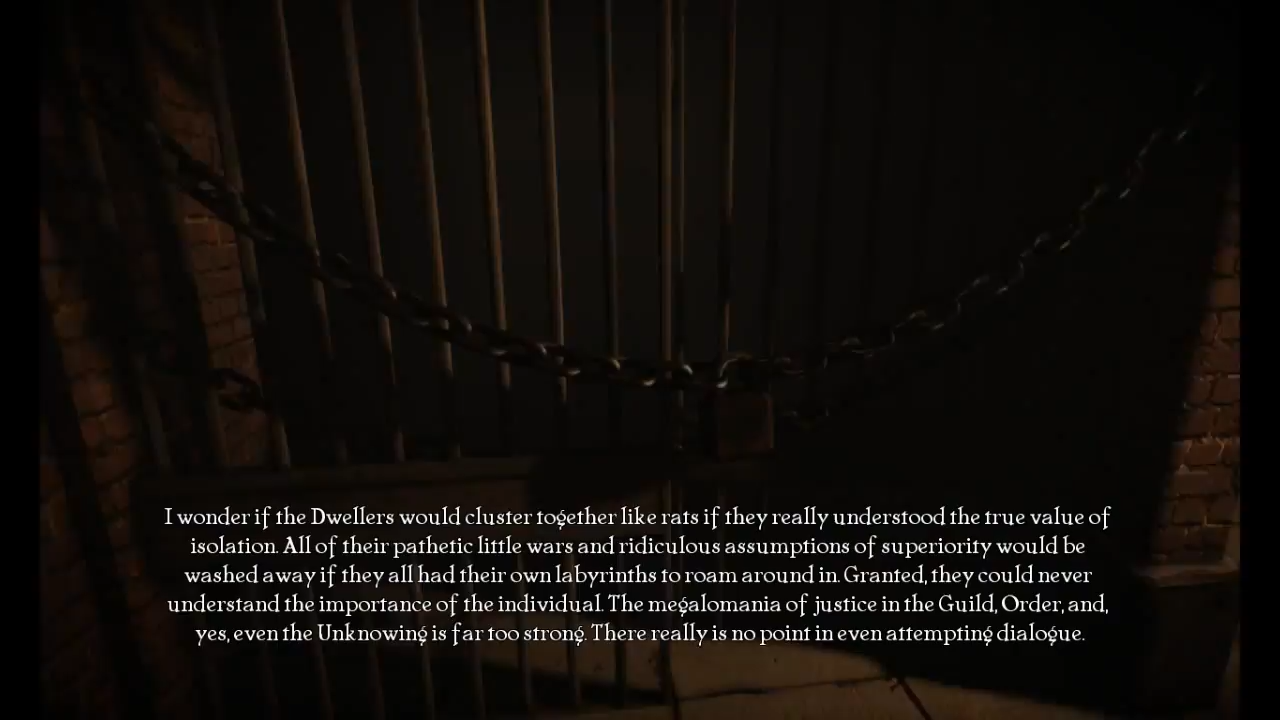 I wonder if the Dwellers would cluster together like rats if they really understood the true value of
isolation. All of their pathetic little wars and ridiculous assumptions of superiority would be
washed away if they all had their own labyrinths to roam around in. Granted, they could never
understand the importance of the individual. The megalomania of justice in the Guild, Order, and,
yes, even the Unknowing is far too strong. There really is no point in even attempting dialogue.